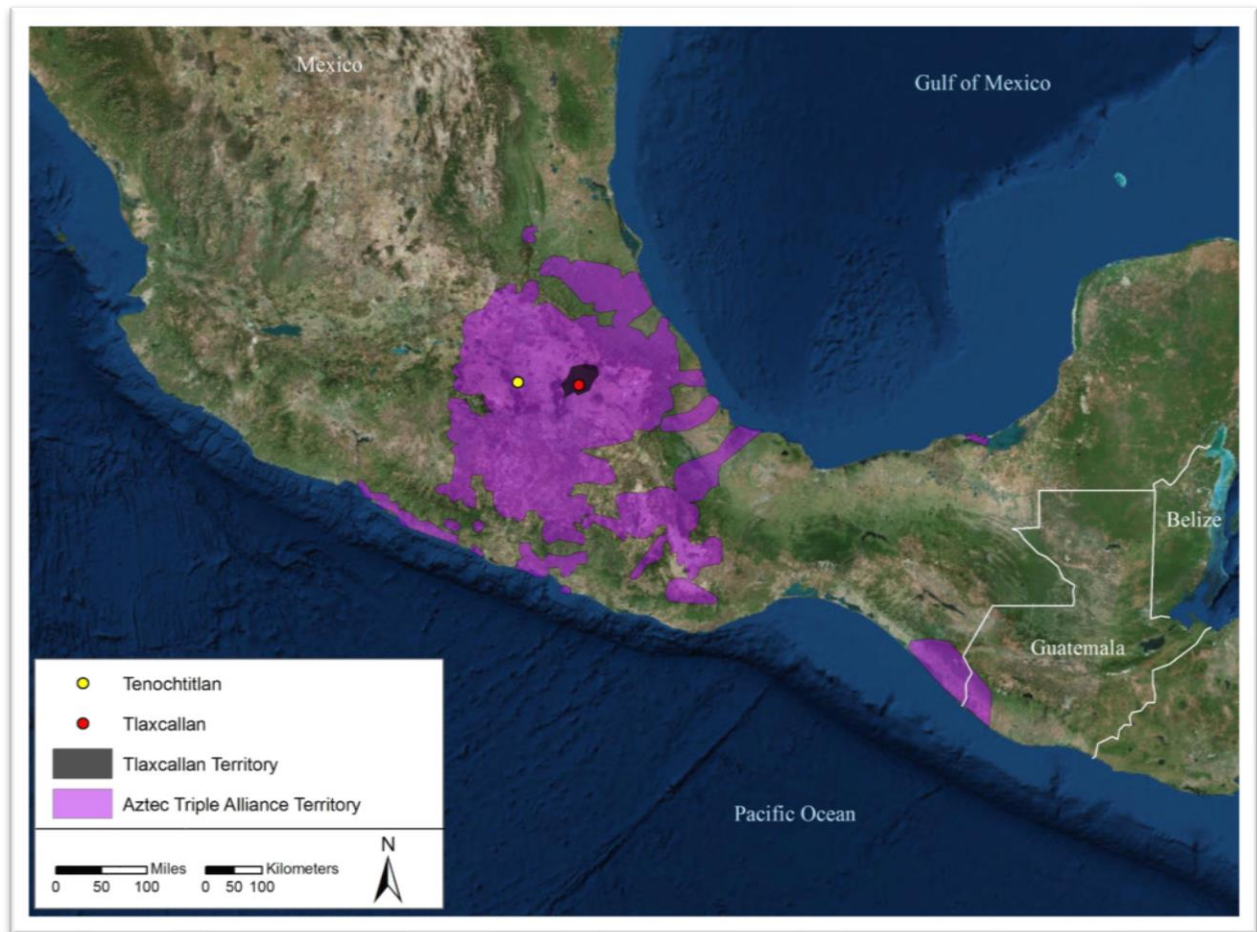 Mexico
Gulf of Mexico
Belize
Guatemala
Pacific Ocean
Tenochtitlan
Tlaxcallan
Tlaxcallan Territory
Aztec Triple Alliance Territory
N
Miles Kilometers
0 50 100 0 50 100